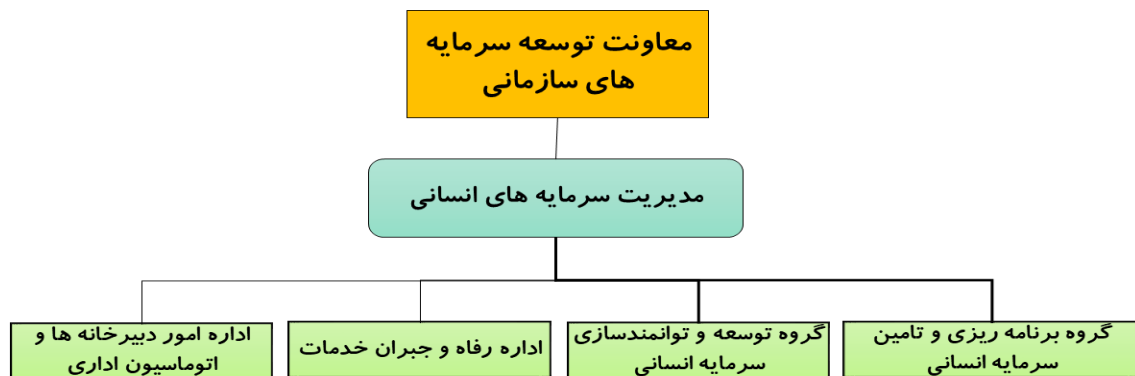 معاونت توسعه سرمایه
های سازمانی
مدیریت سرمایه های انسانی
گروه برنامه ریزی و تامین
سرمایه انسانی
گروه توسعه و توانمندسازی
سرمایه انسانی
اداره رفاه و جبران خدمات
اداره امور دبیرخانه ها و
اتوماسیون اداری